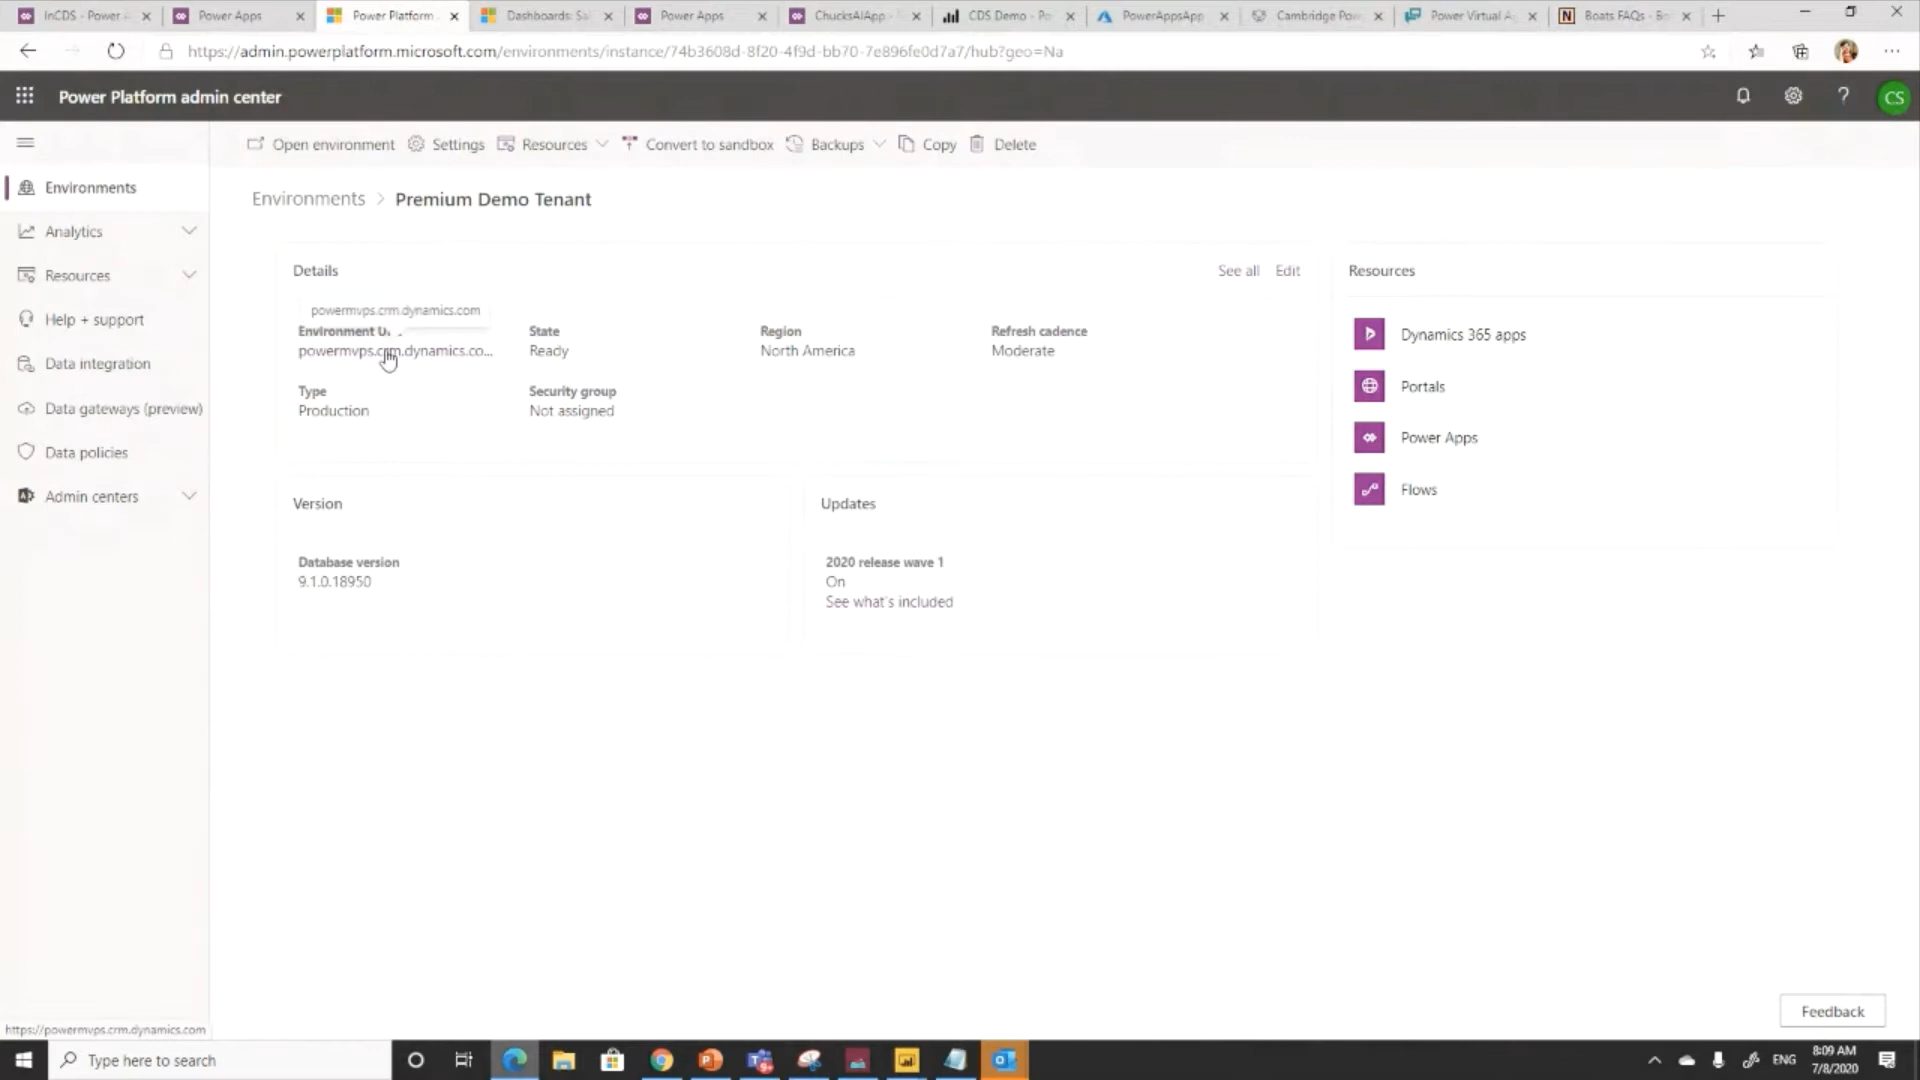 InCDS - Power A
Power Apps
Power Platform
Dashboards: Sa
Power Apps
ChucksAIApp -
CDS Demo - Po
PowerAppsApp
Cambridge Pow
Power Virtual A
Boats FAQs - Bo
https://admin.powerplatform.microsoft.com/environments/instance/74b3608d-8f20-4f9d-bb70-7e896fe0d7a7/hub?geo=Na
Power Platform admin center
CS
Open environment
Settings
Resources
Convert to sandbox
Backups
Copy
Delete
Environments
Analytics
Resources
Help + support
Data integration
Data gateways (preview)
Data policies
Admin centers
Environments > Premium Demo Tenant
Details
See all
Edit
powermvps.crm.dynamics.com
Environment U
powermvps.crm.dynamics.co...
State
Ready
Region
North America
Refresh cadence
Moderate
Type
Production
Security group
Not assigned
Version
Database version
9.1.0.18950
Updates
2020 release wave 1
On
See what's included
Resources
Dynamics 365 apps
Portals
Power Apps
Flows
Feedback
https://powermvps.crm.dynamics.com
Type here to search
ENG
8:09 AM
7/8/2020